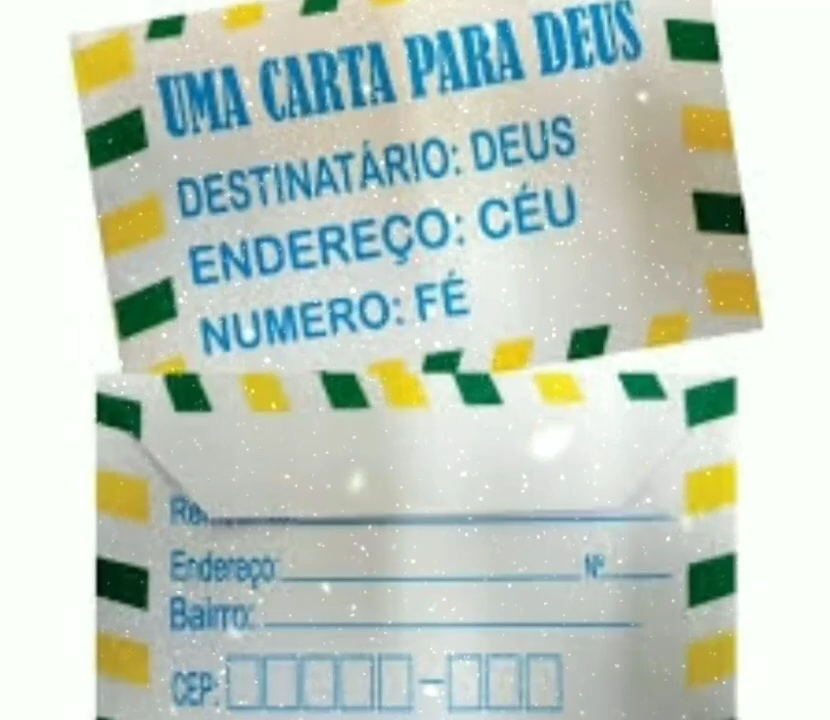 UMA CARTA PARA DEUS
DESTINATÁRIO: DEUS
ENDEREÇO: CÉU
NUMERO: FÉ
Endereço: Nº
Bairro:
CEP: